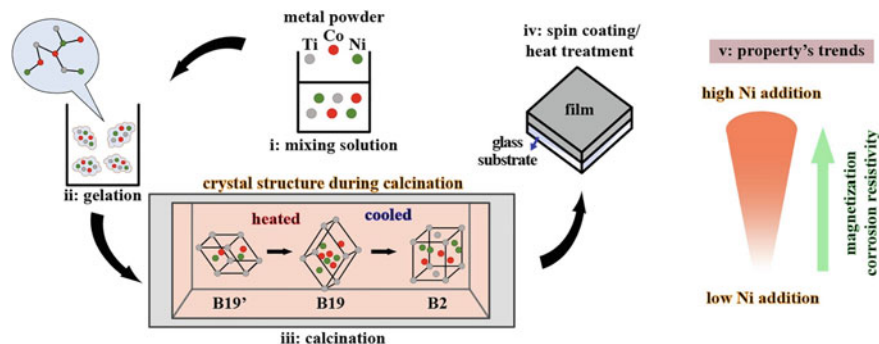 metal powder
Ti Co Ni
i: mixing solution
ii: gelation
crystal structure during calcination
heated
cooled
B19’
B19
B2
iii: calcination
iv: spin coating/
heat treatment
film
glass
substrate
v: property’s trends
high Ni addition
magnetization
corrosion resistivity
low Ni addition